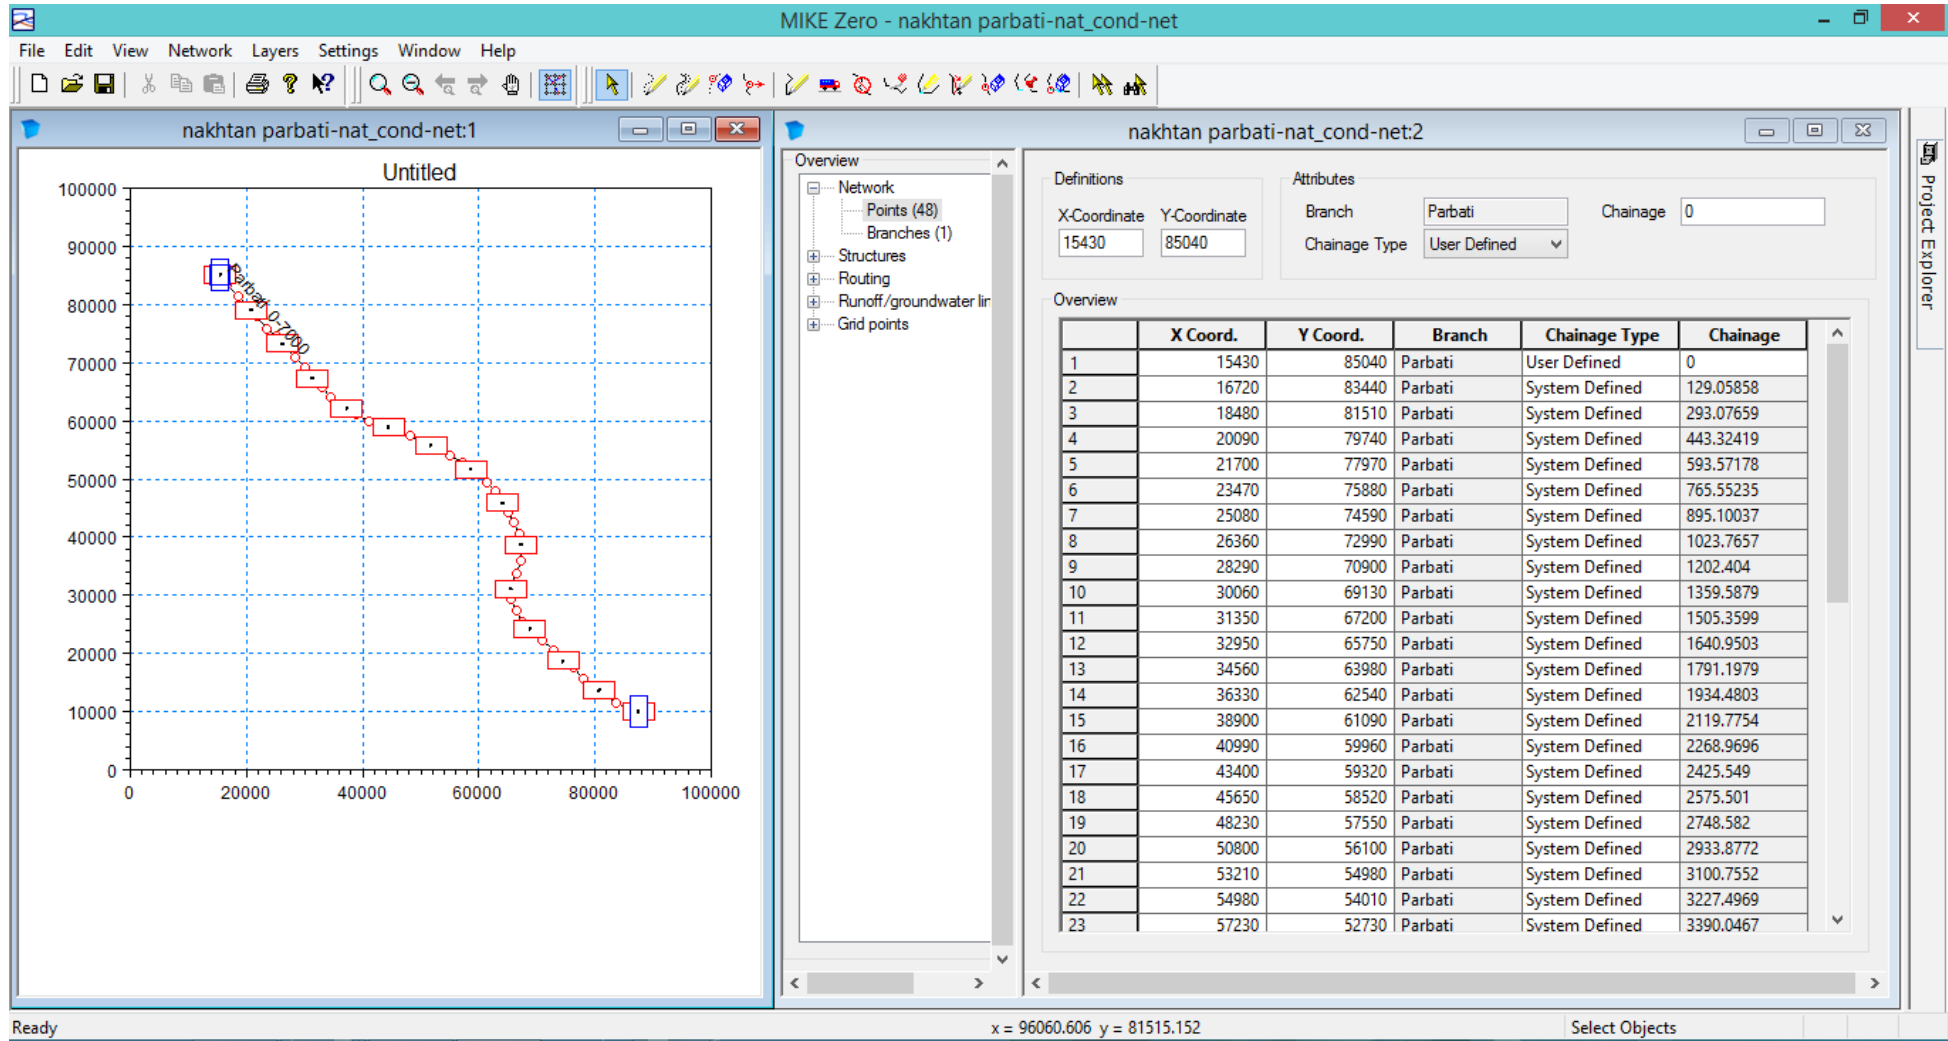 MIKE Zero - nakhtan parbati-nat_cond-net
File Edit View Network Layers Settings Window Help
nakhtan parbati-nat_cond-net:1
Untitled
100000
90000
80000
70000
60000
50000
40000
30000
20000
10000
0
0 20000 40000 60000 80000 100000
Parbati 0-7000
nakhtan parbati-nat_cond-net:2
Overview
Network
Points (48)
Branches (1)
Structures
Routing
Runoff/groundwater lin
Grid points
Definitions
X-Coordinate Y-Coordinate
15430 85040
Attributes
Branch Parbati Chainage 0
Chainage Type User Defined
Overview
X Coord. Y Coord. Branch Chainage Type Chainage
1 15430 85040 Parbati User Defined 0
2 16720 83440 Parbati System Defined 129.05858
3 18480 81510 Parbati System Defined 293.07659
4 20090 79740 Parbati System Defined 443.32419
5 21700 77970 Parbati System Defined 593.57178
6 23470 75880 Parbati System Defined 765.55235
7 25080 74590 Parbati System Defined 895.10037
8 26360 72990 Parbati System Defined 1023.7657
9 28290 70900 Parbati System Defined 1202.404
10 30060 69130 Parbati System Defined 1359.5879
11 31350 67200 Parbati System Defined 1505.3599
12 32950 65750 Parbati System Defined 1640.9503
13 34560 63980 Parbati System Defined 1791.1979
14 36330 62540 Parbati System Defined 1934.4803
15 38900 61090 Parbati System Defined 2119.7754
16 40990 59960 Parbati System Defined 2268.9696
17 43400 59320 Parbati System Defined 2425.549
18 45650 58520 Parbati System Defined 2575.501
19 48230 57550 Parbati System Defined 2748.582
20 50800 56100 Parbati System Defined 2933.8772
21 53210 54980 Parbati System Defined 3100.7552
22 54980 54010 Parbati System Defined 3227.4969
23 57230 52730 Parbati System Defined 3390.0467
Project Explorer
Ready x = 96060.606 y = 81515.152 Select Objects